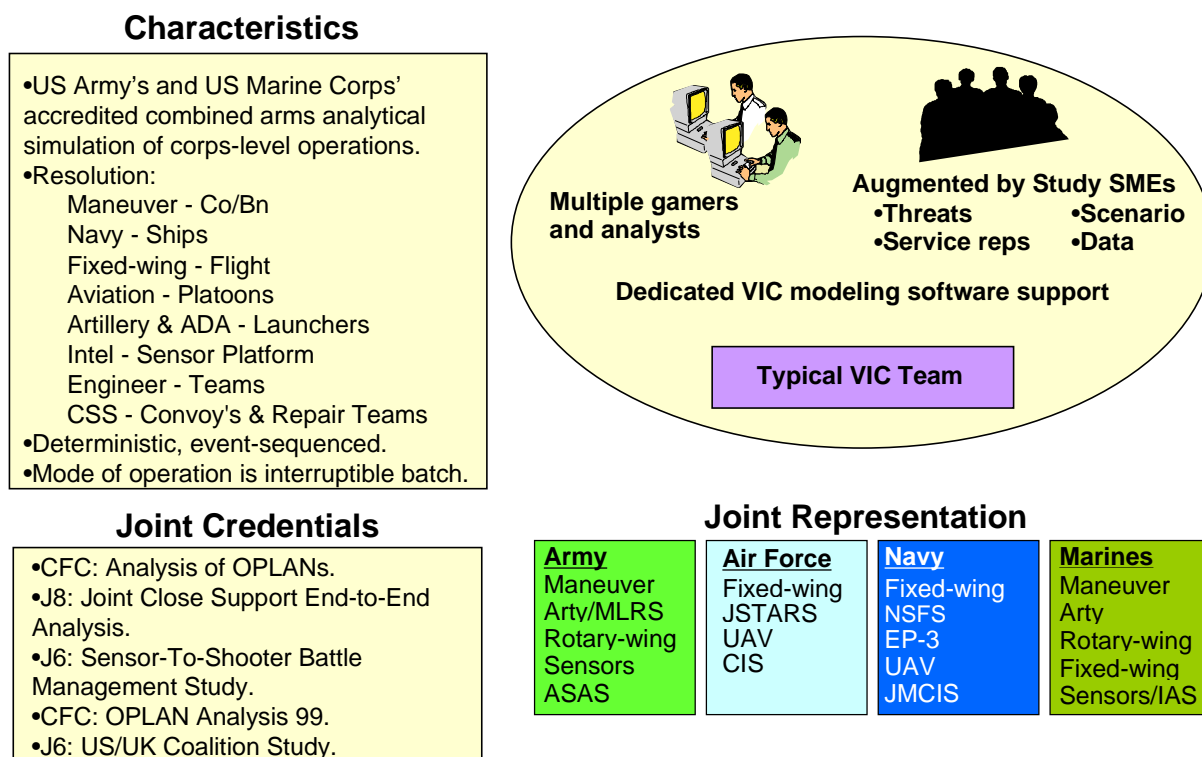 Characteristics
•US Army's and US Marine Corps'
accredited combined arms analytical
simulation of corps-level operations.
•Resolution:
Maneuver - Co/Bn
Navy - Ships
Fixed-wing - Flight
Aviation - Platoons
Artillery & ADA - Launchers
Intel - Sensor Platform
Engineer - Teams
CSS - Convoy's & Repair Teams
•Deterministic, event-sequenced.
•Mode of operation is interruptible batch.
Multiple gamers
and analysts
Augmented by Study SMEs
•Threats •Scenario
•Service reps •Data
Dedicated VIC modeling software support
Typical VIC Team
Joint Credentials
•CFC: Analysis of OPLANs.
•J8: Joint Close Support End-to-End
Analysis.
•J6: Sensor-To-Shooter Battle
Management Study.
•CFC: OPLAN Analysis 99.
•J6: US/UK Coalition Study.
Joint Representation
Army
Maneuver
Arty/MLRS
Rotary-wing
Sensors
ASAS
Air Force
Fixed-wing
JSTARS
UAV
CIS
Navy
Fixed-wing
NSFS
EP-3
UAV
JMCIS
Marines
Maneuver
Arty
Rotary-wing
Fixed-wing
Sensors/IAS